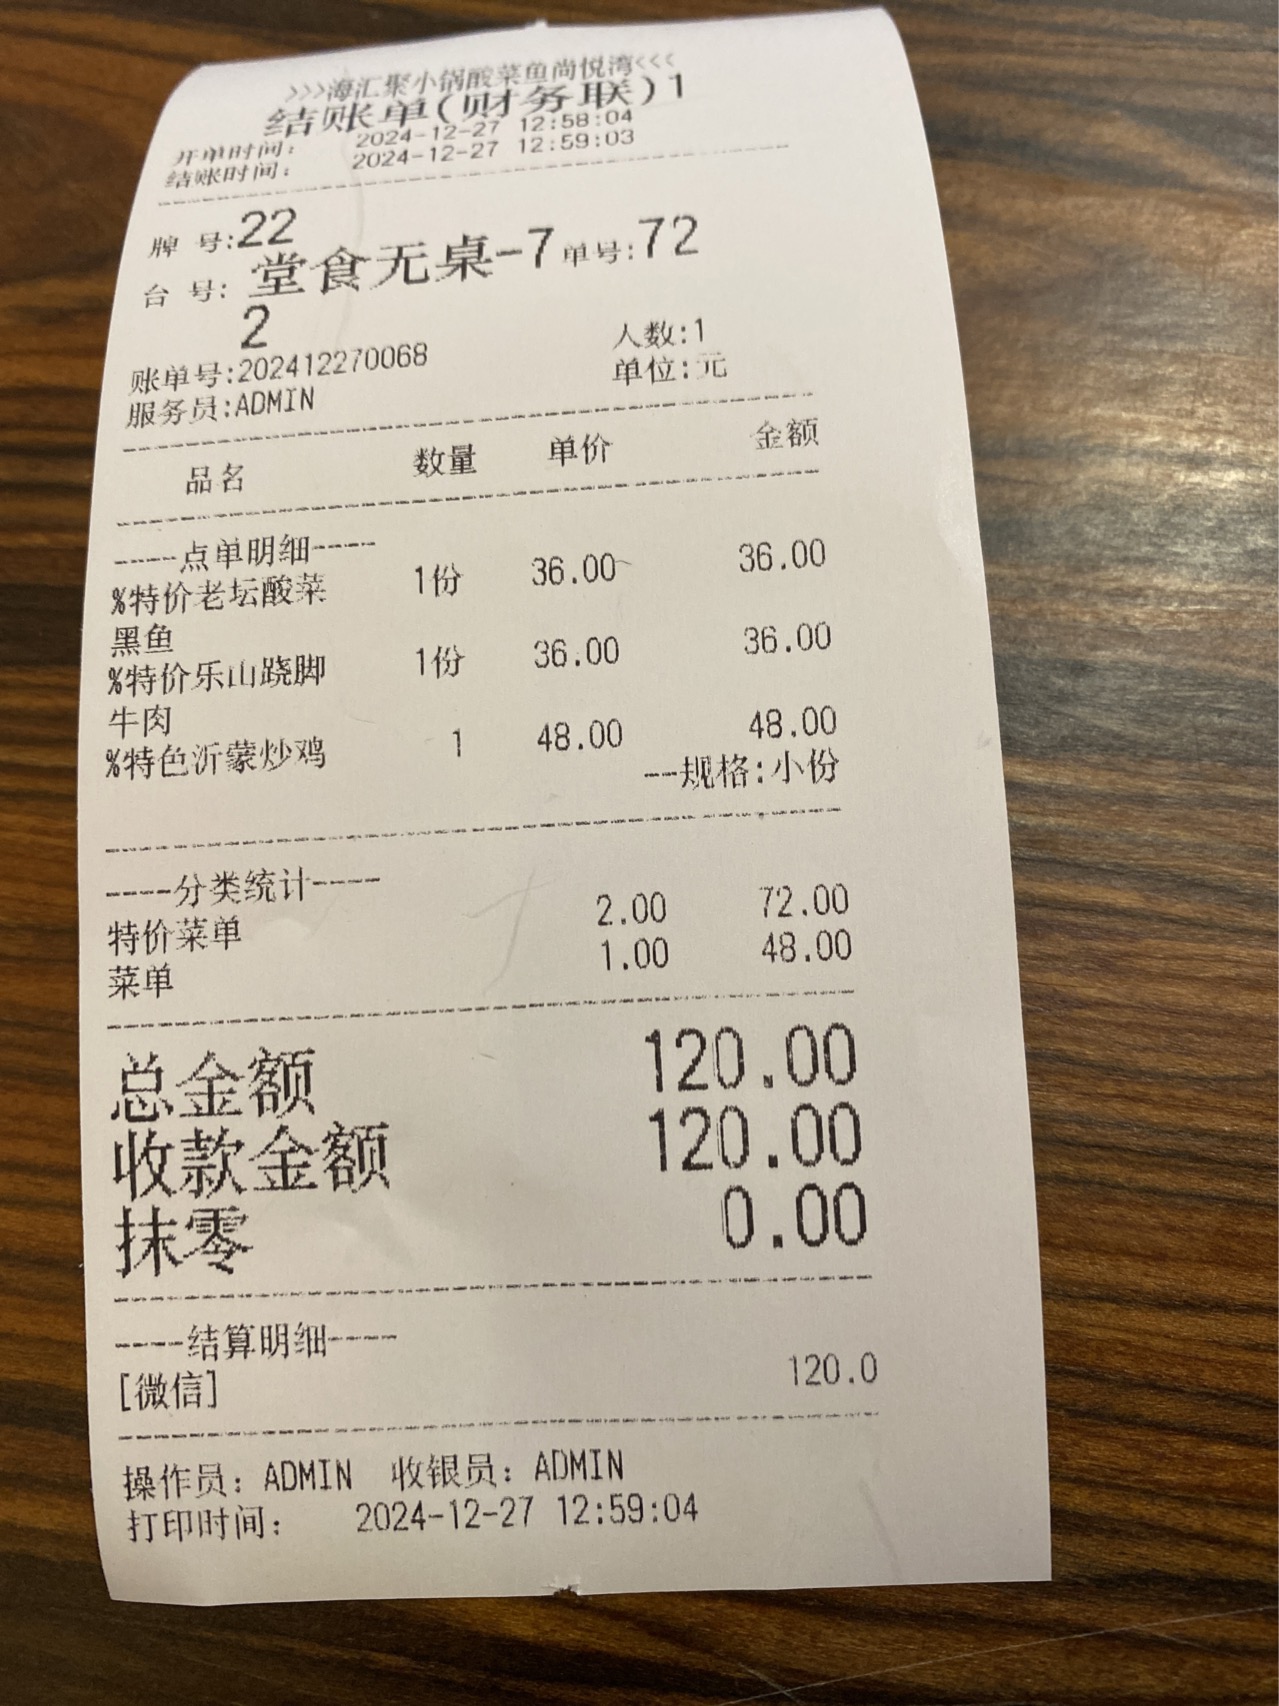 >>>海汇聚小锅酸菜鱼尚悦湾<<<
结账单(财务联)1
开单时间: 2024-12-27 12:58:04
结账时间: 2024-12-27 12:59:03
牌 号:22
台 号: 堂食无桌-7 单号:72
2
账单号:202412270068 人数:1
服务员:ADMIN 单位:元
品名 数量 单价 金额
-----点单明细-----
%特价老坛酸菜 1份 36.00 36.00
黑鱼
%特价乐山跷脚 1份 36.00 36.00
牛肉
%特色沂蒙炒鸡 1 48.00 48.00
--规格:小份
-----分类统计-----
特价菜单 2.00 72.00
菜单 1.00 48.00
总金额 120.00
收款金额 120.00
抹零 0.00
-----结算明细-----
[微信] 120.0
操作员: ADMIN 收银员: ADMIN
打印时间: 2024-12-27 12:59:04